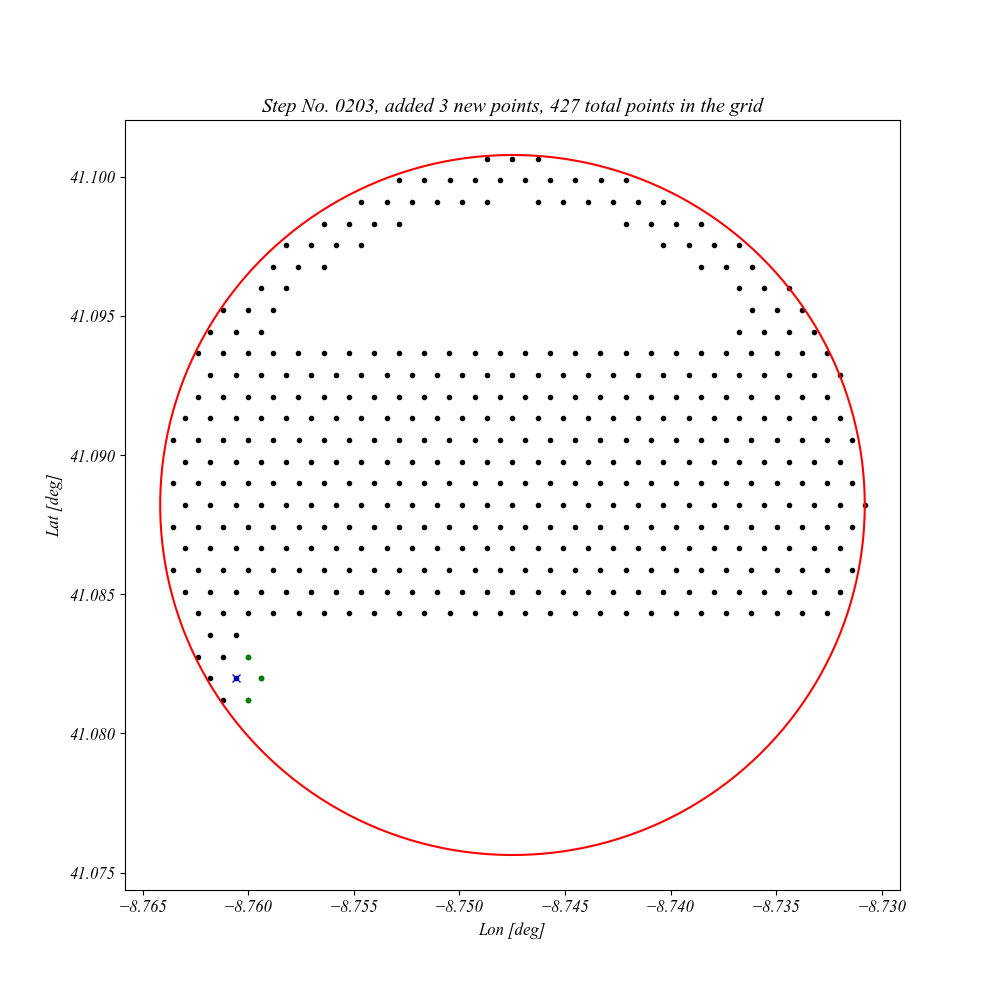 Step No. 0203, added 3 new points, 427 total points in the grid
41.100
41.095
41.090
41.085
41.080
41.075
Lat [deg]
−8.765 −8.760 −8.755 −8.750 −8.745 −8.740 −8.735 −8.730
Lon [deg]